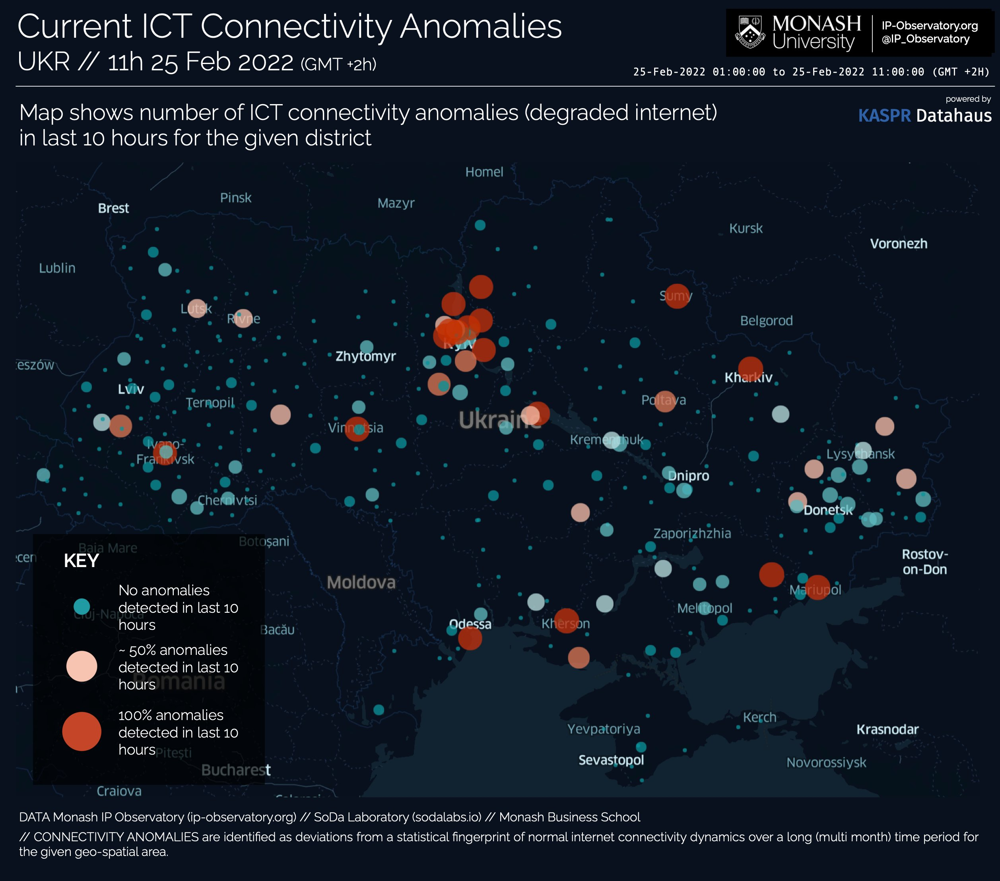 Current ICT Connectivity Anomalies
UKR // 11h 25 Feb 2022 (GMT +2h)
MONASH
University
IP-Observatory.org
@IP_Observatory
25-Feb-2022 01:00:00 to 25-Feb-2022 11:00:00 (GMT +2H)
Map shows number of ICT connectivity anomalies (degraded internet)
in last 10 hours for the given district
powered by
KASPR Datahaus
Homel
Pinsk
Mazyr
Brest
Kursk
Voronezh
Lublin
Sumy
Lutsk
Rivne
Belgorod
Kyiv
Zhytomyr
eszów
Kharkiv
Lviv
Ternopil
Poltava
Ukraine
Vinnytsia
Kremenchuk
Ivano-
Frankivsk
Lysychansk
Dnipro
Chernivtsi
Donetsk
Zaporizhzhia
Botoșani
Baia Mare
ecen
Rostov-
on-Don
KEY
Moldova
Mariupol
No anomalies
detected in last 10
hours
Cluj-Napoca
Melitopol
Odessa
Kherson
Bacău
~ 50% anomalies
detected in last 10
hours
Romania
100% anomalies
detected in last 10
hours
Kerch
Yevpatoriya
Krasnodar
Pitești
Sevastopol
Novorossiysk
Bucharest
Craiova
DATA Monash IP Observatory (ip-observatory.org) // SoDa Laboratory (sodalabs.io) // Monash Business School
// CONNECTIVITY ANOMALIES are identified as deviations from a statistical fingerprint of normal internet connectivity dynamics over a long (multi month) time period for
the given geo-spatial area.